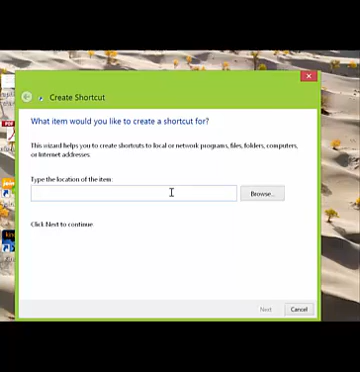 Create Shortcut
What item would you like to create a shortcut for?
This wizard helps you to create shortcuts to local or network programs, files, folders, computers,
or Internet addresses.
Type the location of the item:
Browse...
Click Next to continue
Next
Cancel
PDF
join